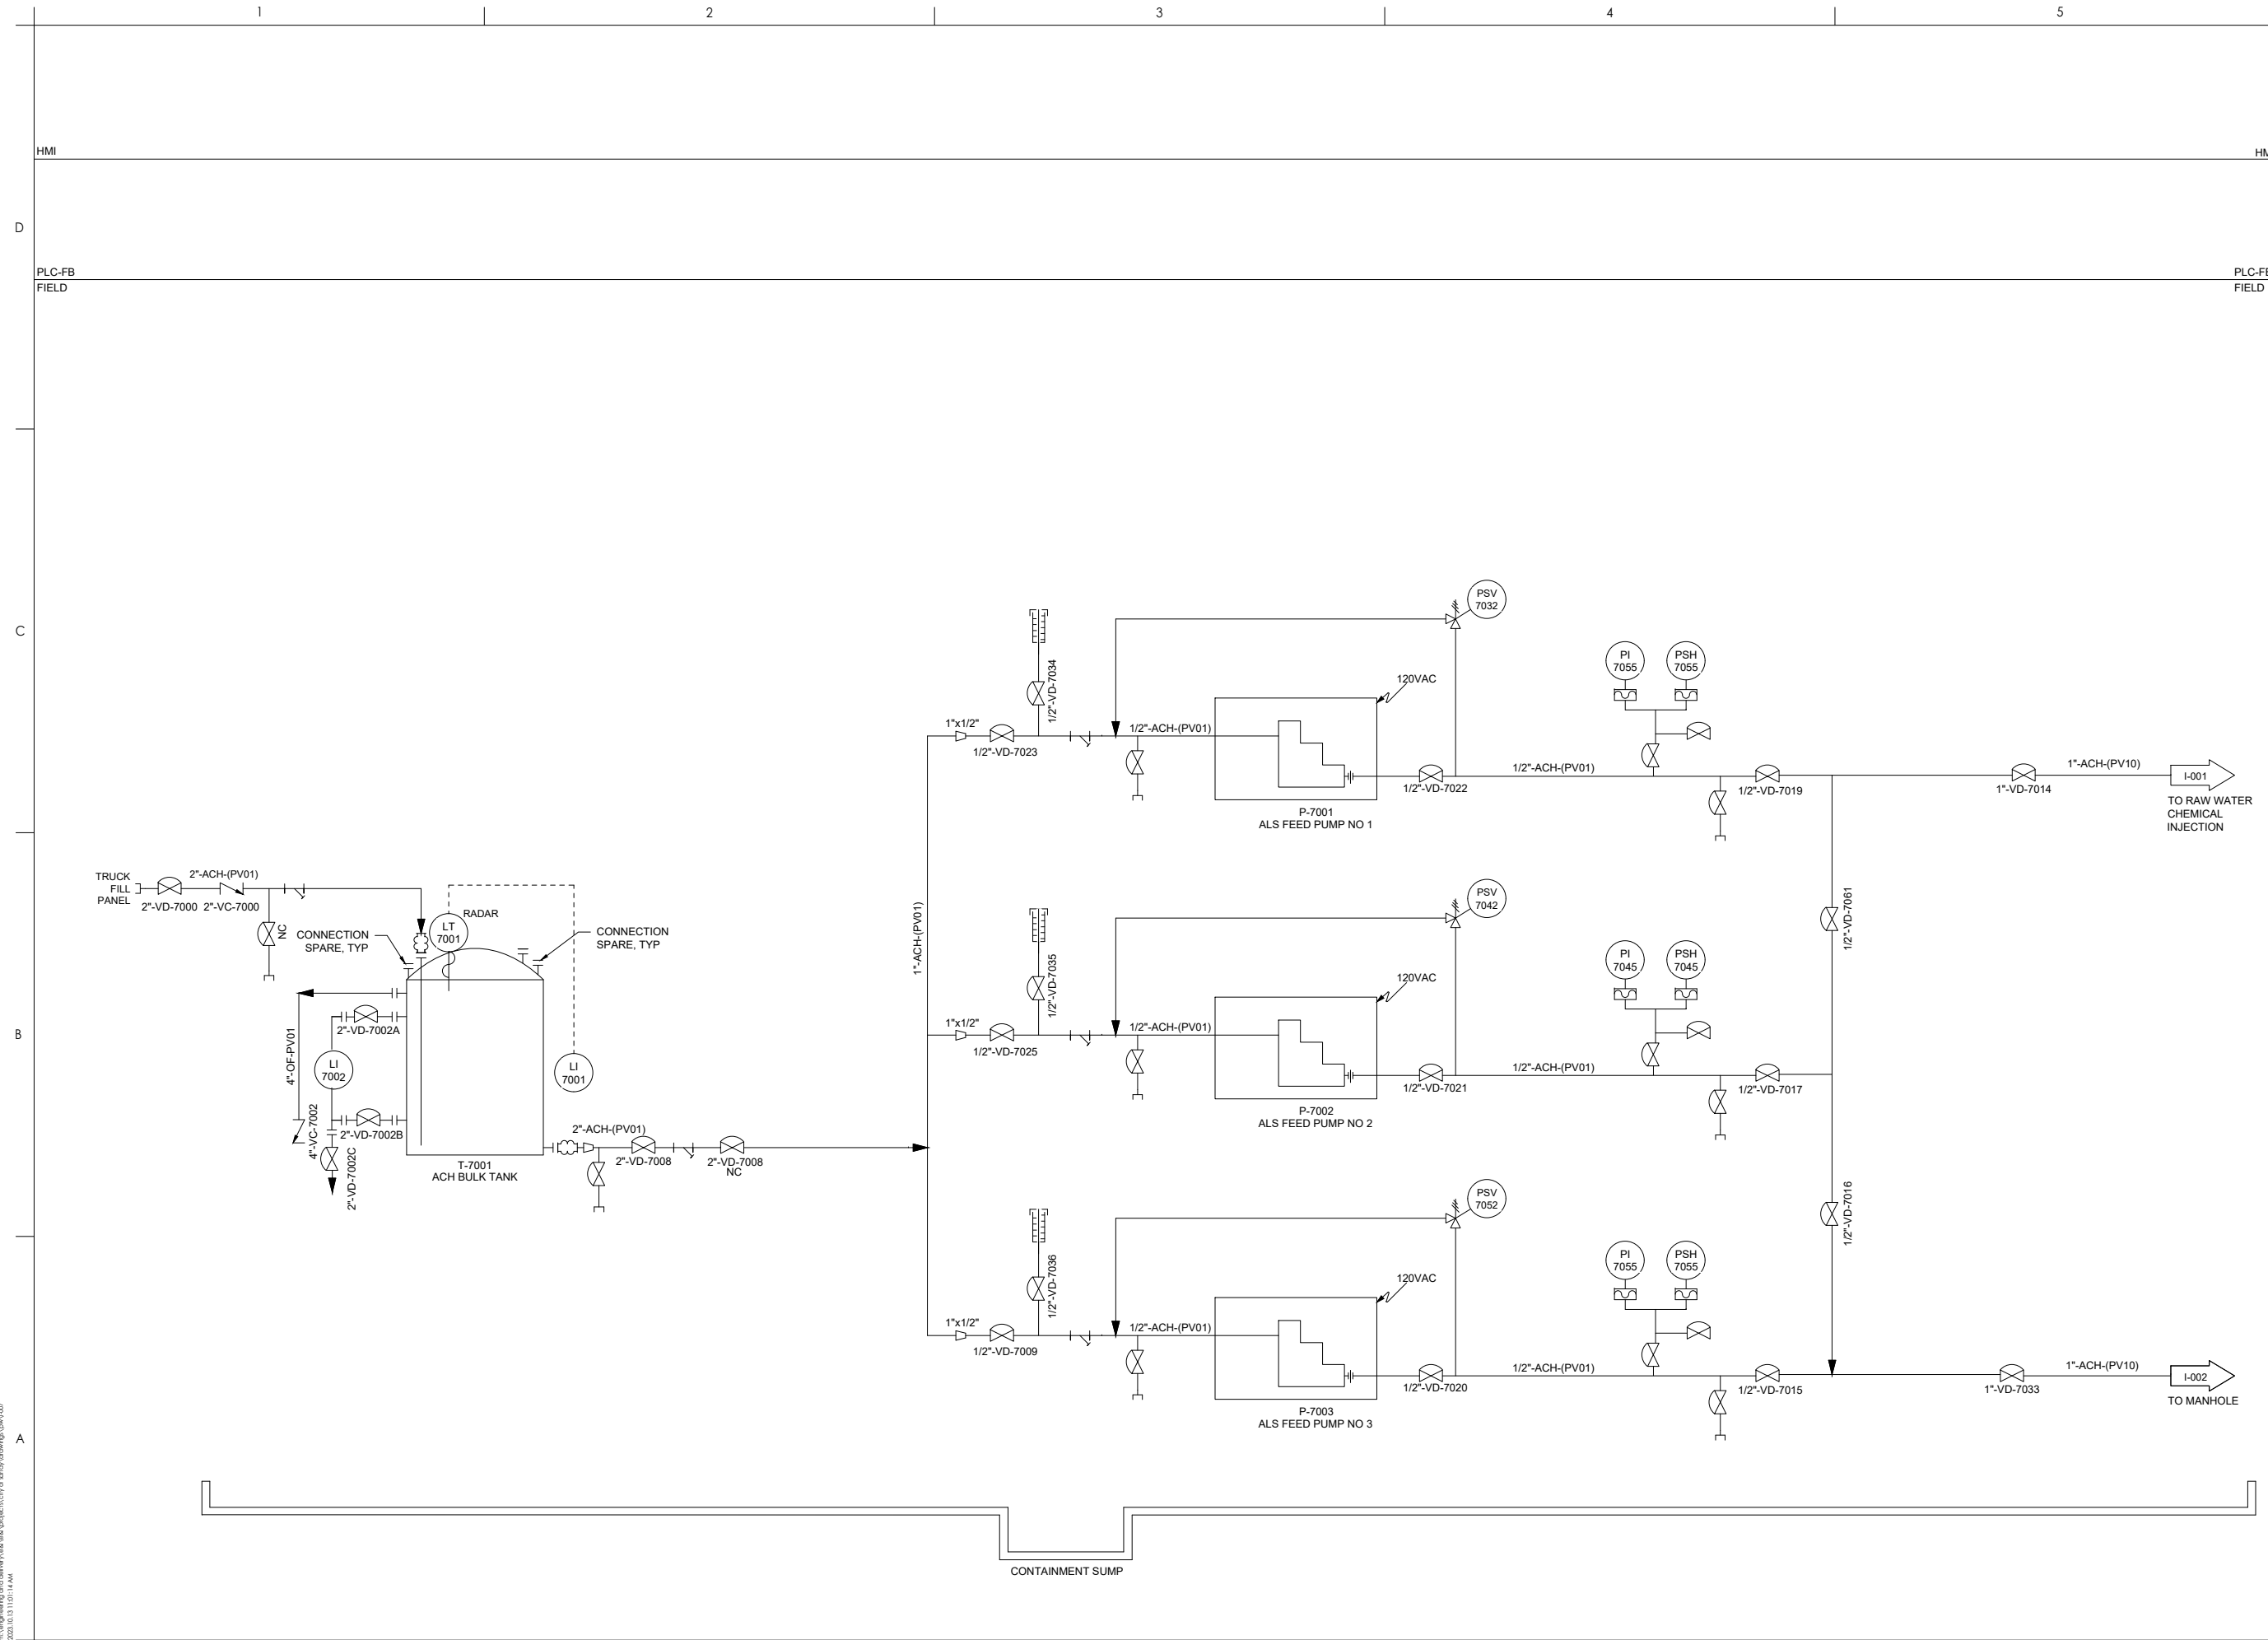 1
2
3
4
5
HMI
HM
D
PLC-FB
PLC-FB
FIELD
FIELD
C
PSV
7032
1/2"-VD-7034
120VAC
PI
7055
PSH
7055
1"x1/2"
1/2"-VD-7023
1/2"-ACH-(PV01)
1/2"-VD-7022
1/2"-ACH-(PV01)
1/2"-VD-7019
1"-VD-7014
1"-ACH-(PV10)
I-001
TO RAW WATER
CHEMICAL
INJECTION
P-7001
ALS FEED PUMP NO 1
TRUCK
FILL
PANEL
2"-VD-7000
2"-ACH-(PV01)
2"-VC-7000
NC
CONNECTION
SPARE, TYP
LT
7001
RADAR
CONNECTION
SPARE, TYP
4"-OF-PV01
2"-VD-7002A
LI
7002
LI
7001
4"-VC-7002
2"-VD-7002B
2"-VD-7002C
T-7001
ACH BULK TANK
2"-ACH-(PV01)
2"-VD-7008
2"-VD-7008
NC
1"-ACH-(PV01)
B
PSV
7042
1/2"-VD-7035
120VAC
PI
7045
PSH
7045
1/2"-VD-7061
1"x1/2"
1/2"-VD-7025
1/2"-ACH-(PV01)
1/2"-VD-7021
1/2"-ACH-(PV01)
1/2"-VD-7017
P-7002
ALS FEED PUMP NO 2
1/2"-VD-7016
PSV
7052
1/2"-VD-7036
120VAC
PI
7055
PSH
7055
1"x1/2"
1/2"-VD-7009
1/2"-ACH-(PV01)
1/2"-VD-7020
1/2"-ACH-(PV01)
1/2"-VD-7015
1"-VD-7033
1"-ACH-(PV10)
I-002
TO MANHOLE
P-7003
ALS FEED PUMP NO 3
A
CONTAINMENT SUMP
2023.10.13 11:01:14 AM